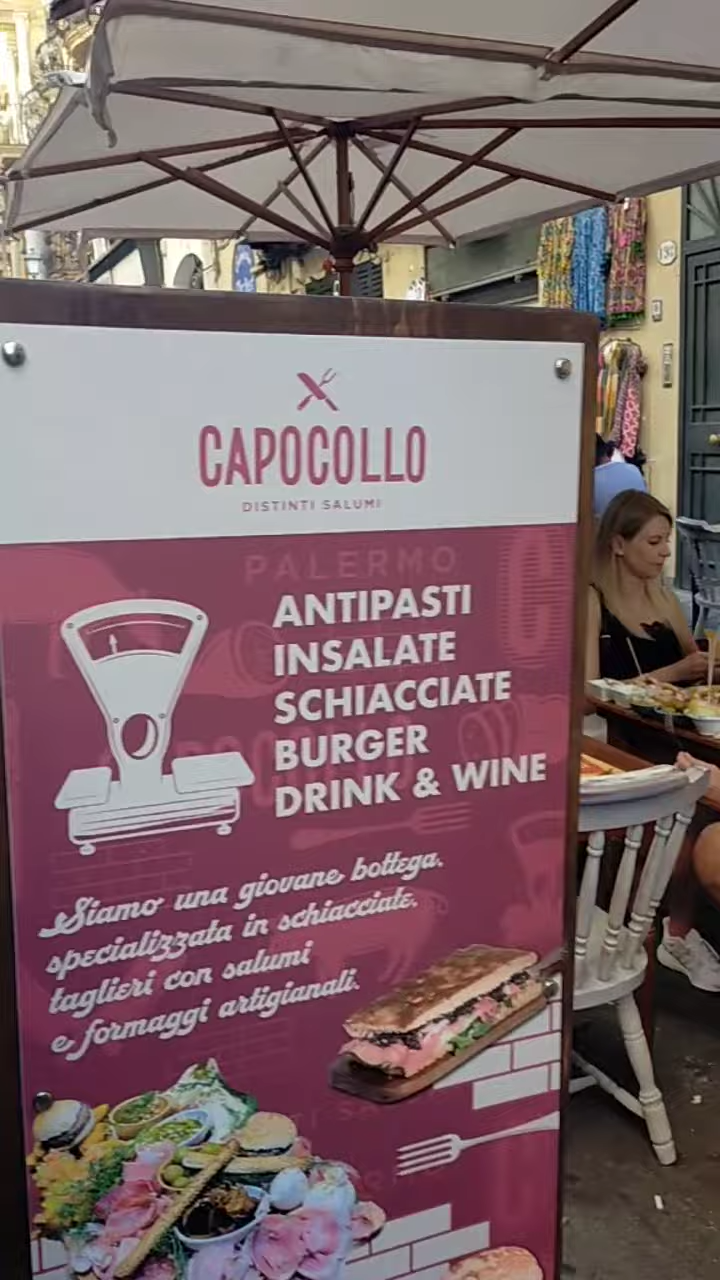 CAPOCOLLO
DISTINTI SALUMI
PALERMO
ANTIPASTI
INSALATE
SCHIACCIATE
BURGER
DRINK & WINE
Siamo una giovane bottega.
specializzata in schiacciate.
taglieri con salumi
e formaggi artigianali.